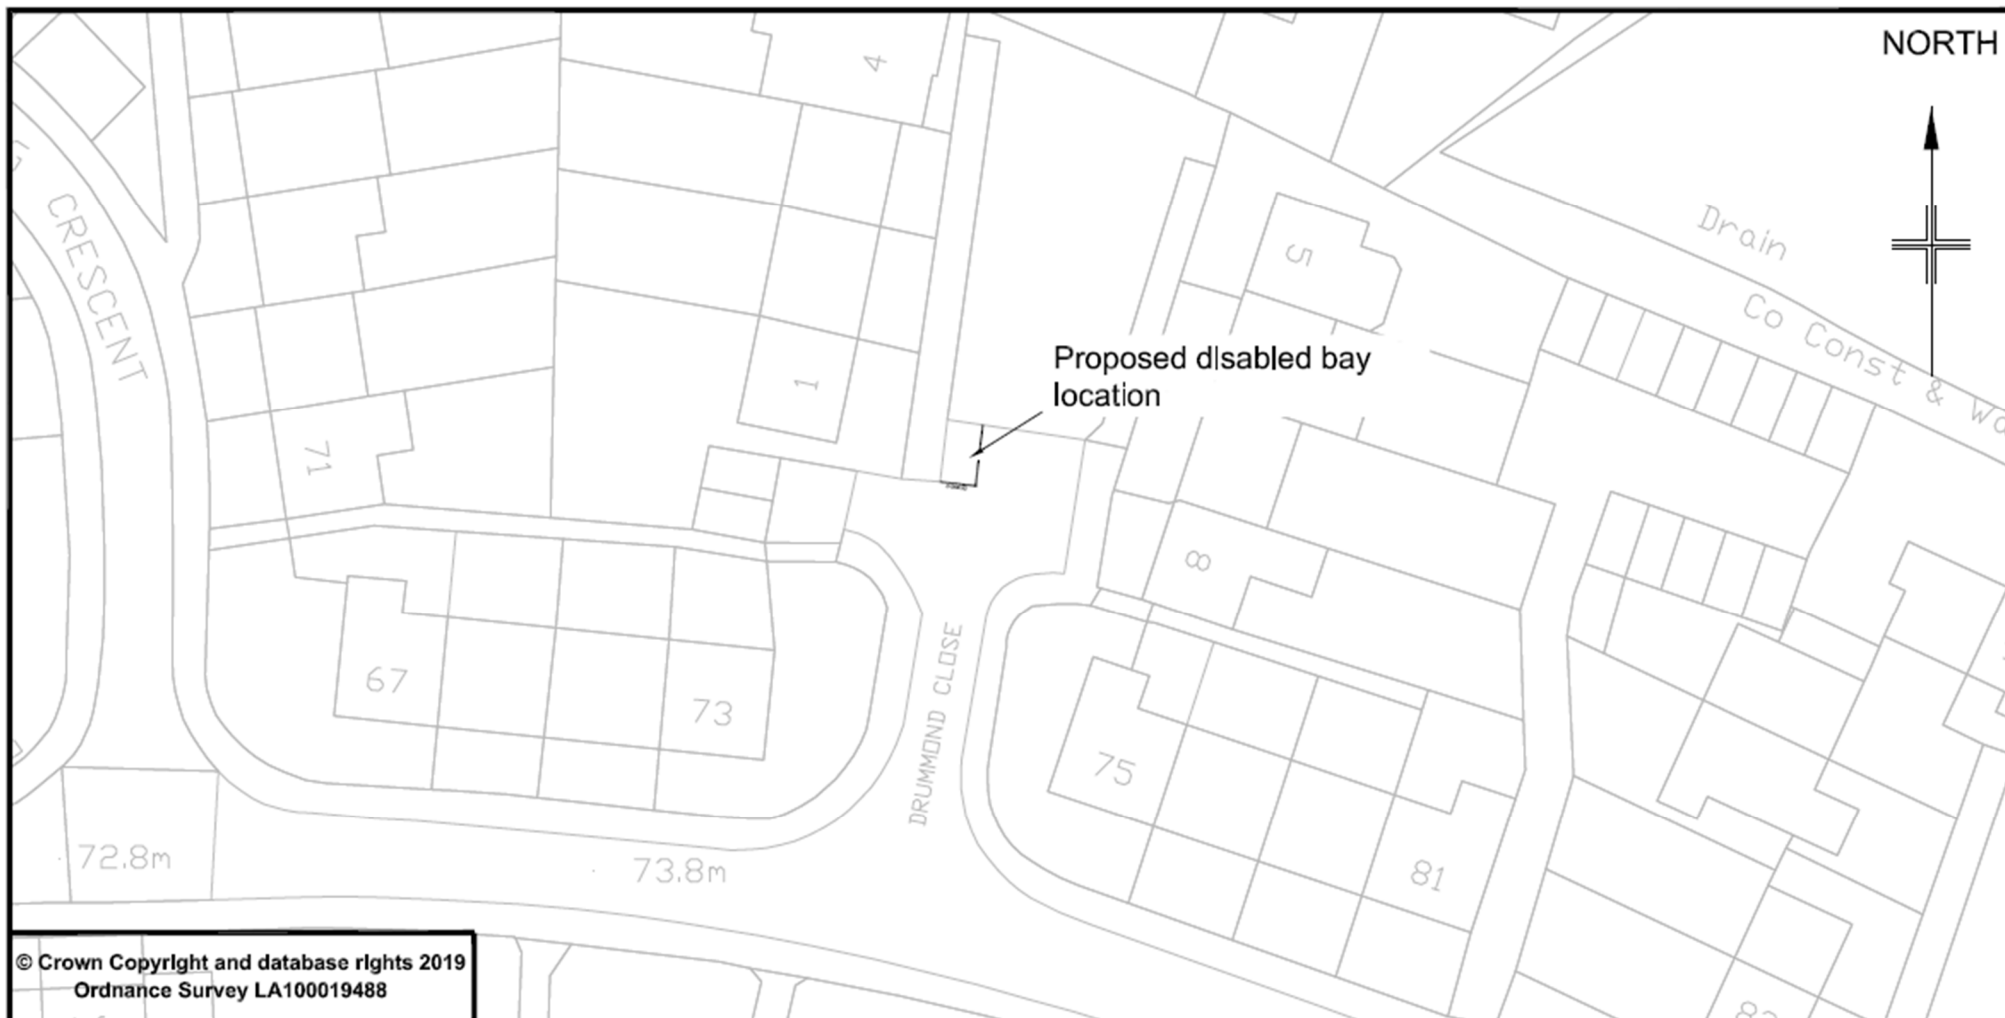 NORTH
4
CRESCENT
Drain
5
Co Const &
Proposed disabled bay
location
1
71
8
DRUMMOND CLOSE
67
73
75
81
72.8m
73.8m
© Crown Copyright and database rights 2019
Ordnance Survey LA100019488